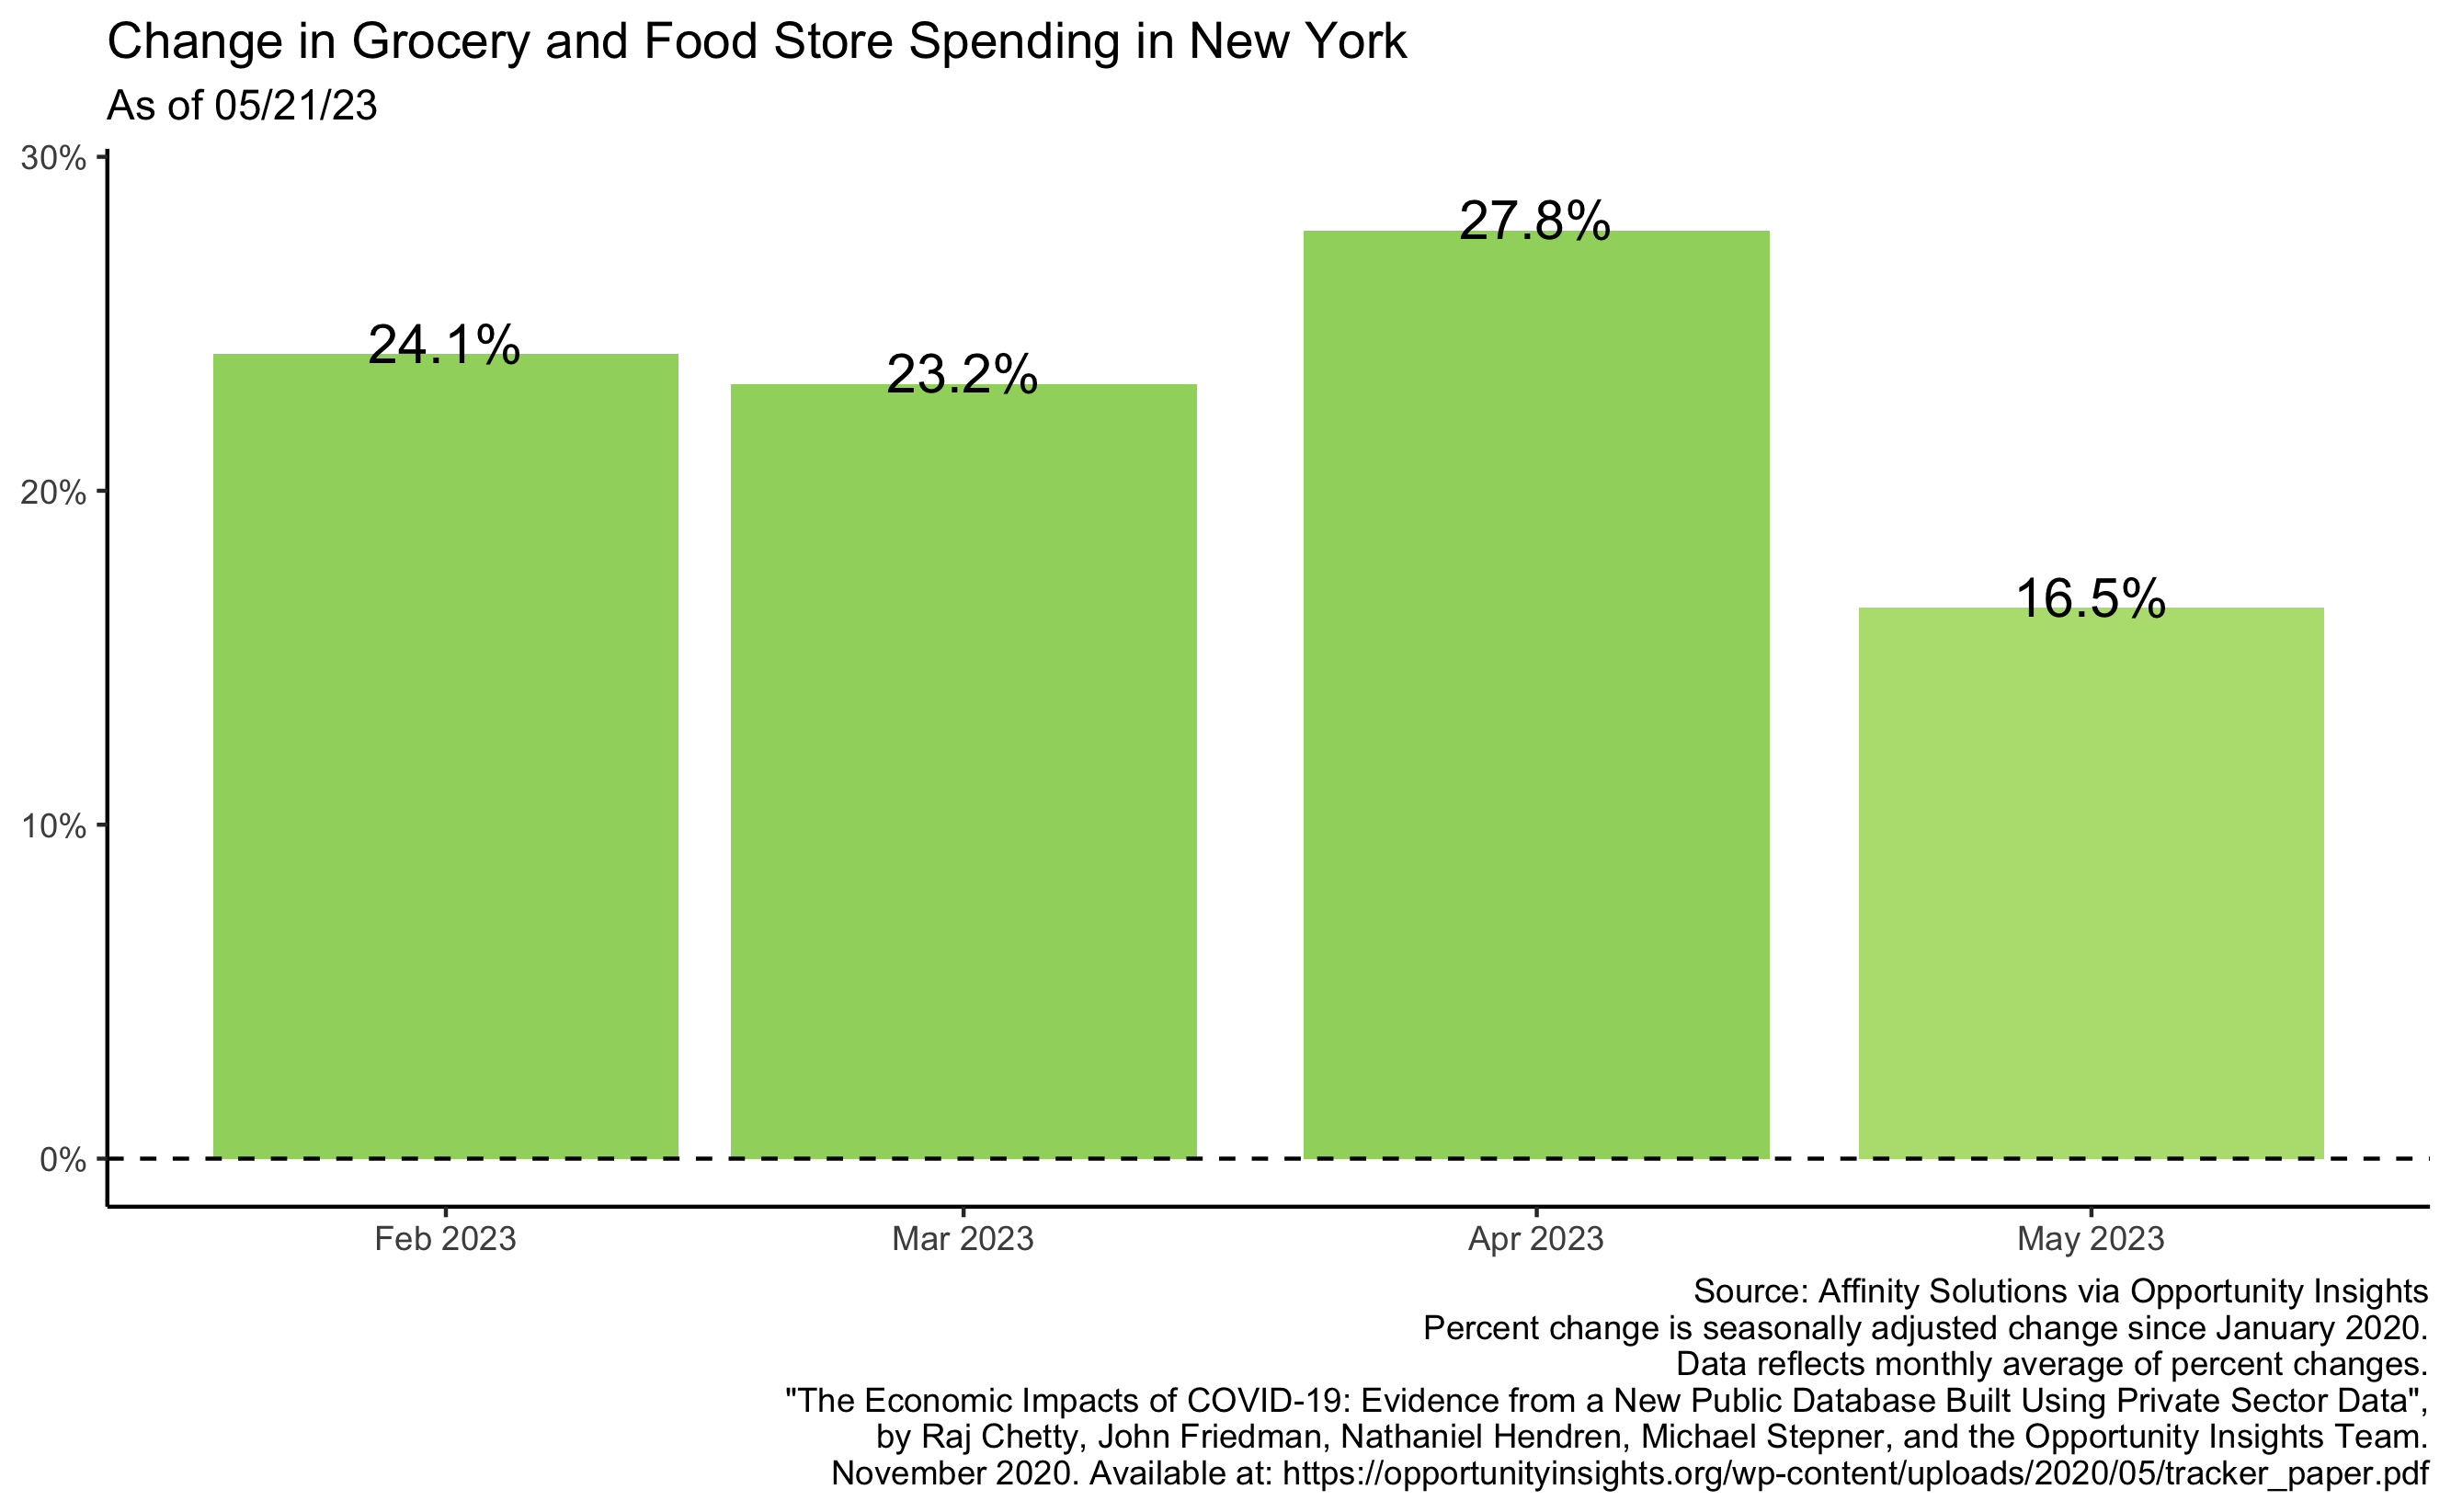 Change in Grocery and Food Store Spending in New York
As of 05/21/23
30%
20%
10%
0%
24.1%
23.2%
27.8%
16.5%
Feb 2023
Mar 2023
Apr 2023
May 2023
Source: Affinity Solutions via Opportunity Insights
Percent change is seasonally adjusted change since January 2020.
Data reflects monthly average of percent changes.
"The Economic Impacts of COVID-19: Evidence from a New Public Database Built Using Private Sector Data",
by Raj Chetty, John Friedman, Nathaniel Hendren, Michael Stepner, and the Opportunity Insights Team.
November 2020. Available at: https://opportunityinsights.org/wp-content/uploads/2020/05/tracker_paper.pdf